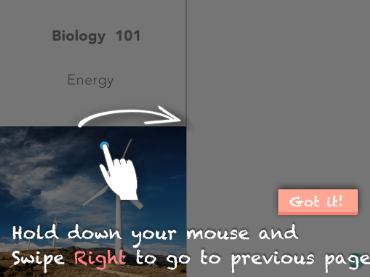 Biology 101
Energy
Got it!
Hold down your mouse and
Swipe Right to go to previous page